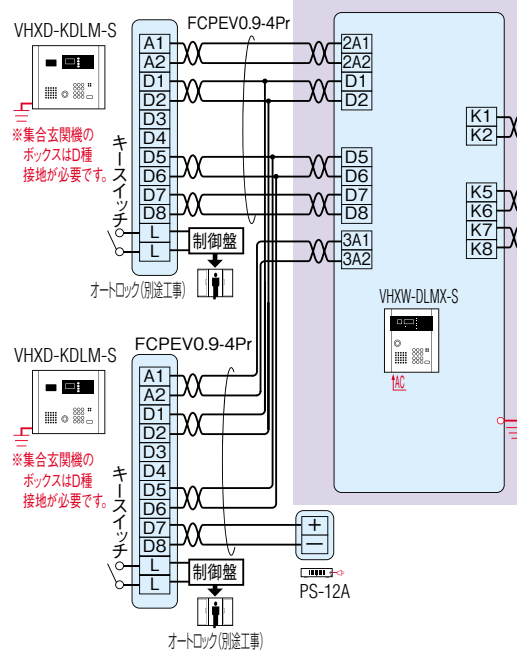 VHXD-KDLM-S
※集合玄関機の
ボックスはD種
接地が必要です。
キースイッチ
FCPEV0.9-4Pr
A1
A2
D1
D2
D3
D4
D5
D6
D7
D8
L
L
制御盤
オートロック(別途工事)
2A1
2A2
D1
D2
D5
D6
D7
D8
3A1
3A2
K1
K2
K5
K6
K7
K8
VHXW-DLMX-S
AC
VHXD-KDLM-S
※集合玄関機の
ボックスはD種
接地が必要です。
キースイッチ
FCPEV0.9-4Pr
A1
A2
D1
D2
D3
D4
D5
D6
D7
D8
L
L
制御盤
オートロック(別途工事)
+
−
PS-12A